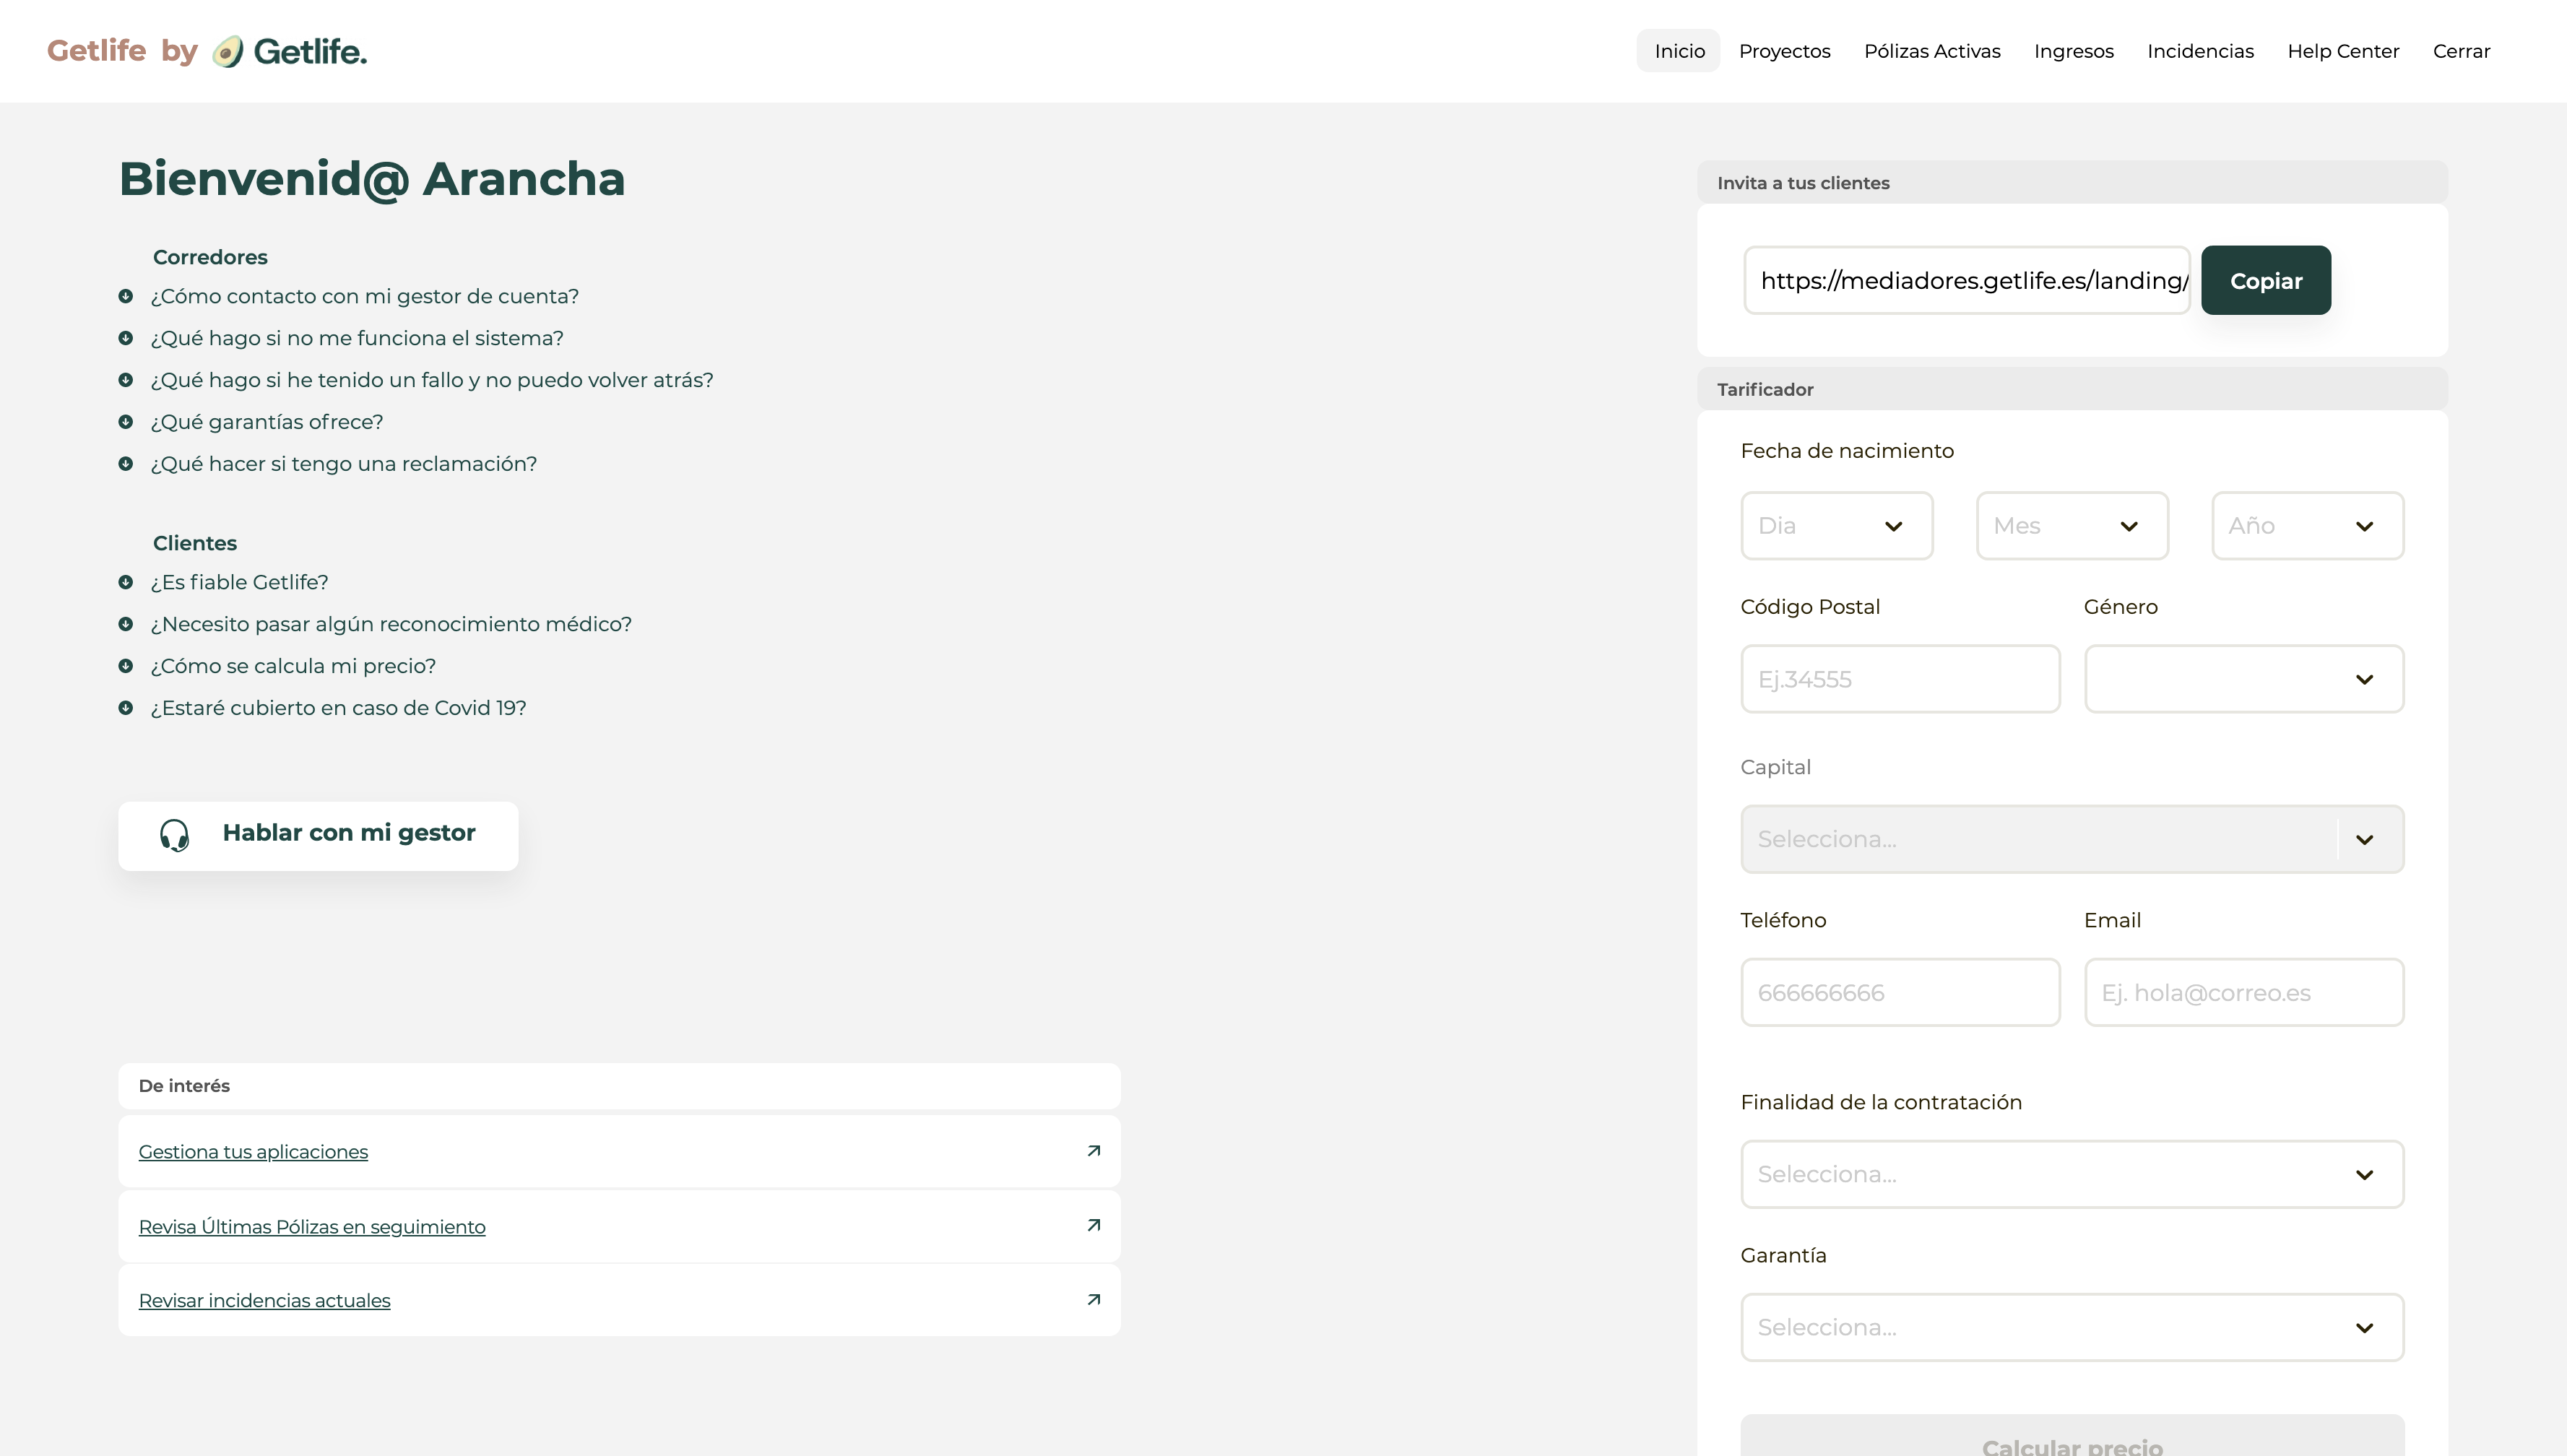 Getlife by Getlife.
Inicio
Proyectos
Pólizas Activas
Ingresos
Incidencias
Help Center
Cerrar
Bienvenid@ Arancha
Corredores
¿Cómo contacto con mi gestor de cuenta?
¿Qué hago si no me funciona el sistema?
¿Qué hago si he tenido un fallo y no puedo volver atrás?
¿Qué garantías ofrece?
¿Qué hacer si tengo una reclamación?
Clientes
¿Es fiable Getlife?
¿Necesito pasar algún reconocimiento médico?
¿Cómo se calcula mi precio?
¿Estaré cubierto en caso de Covid 19?
Hablar con mi gestor
De interés
Gestiona tus aplicaciones
Revisa Últimas Pólizas en seguimiento
Revisar incidencias actuales
Invita a tus clientes
https://mediadores.getlife.es/landing/
Copiar
Tarificador
Fecha de nacimiento
Dia
Mes
Año
Código Postal
Género
Ej.34555
Capital
Selecciona...
Teléfono
Email
666666666
Ej. hola@correo.es
Finalidad de la contratación
Selecciona...
Garantía
Selecciona...
Calcular precio